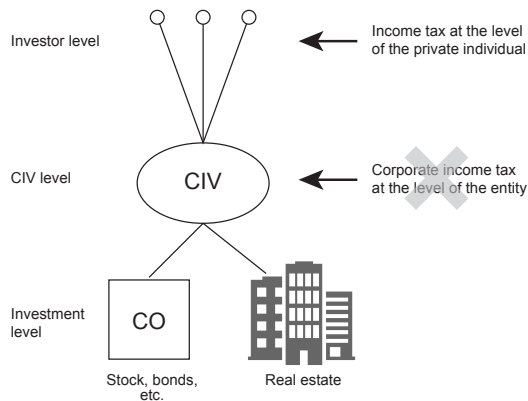 Investor level
Income tax at the level
of the private individual
CIV level
CIV
Corporate income tax
at the level of the entity
Investment
level
CO
Stock, bonds,
etc.
Real estate